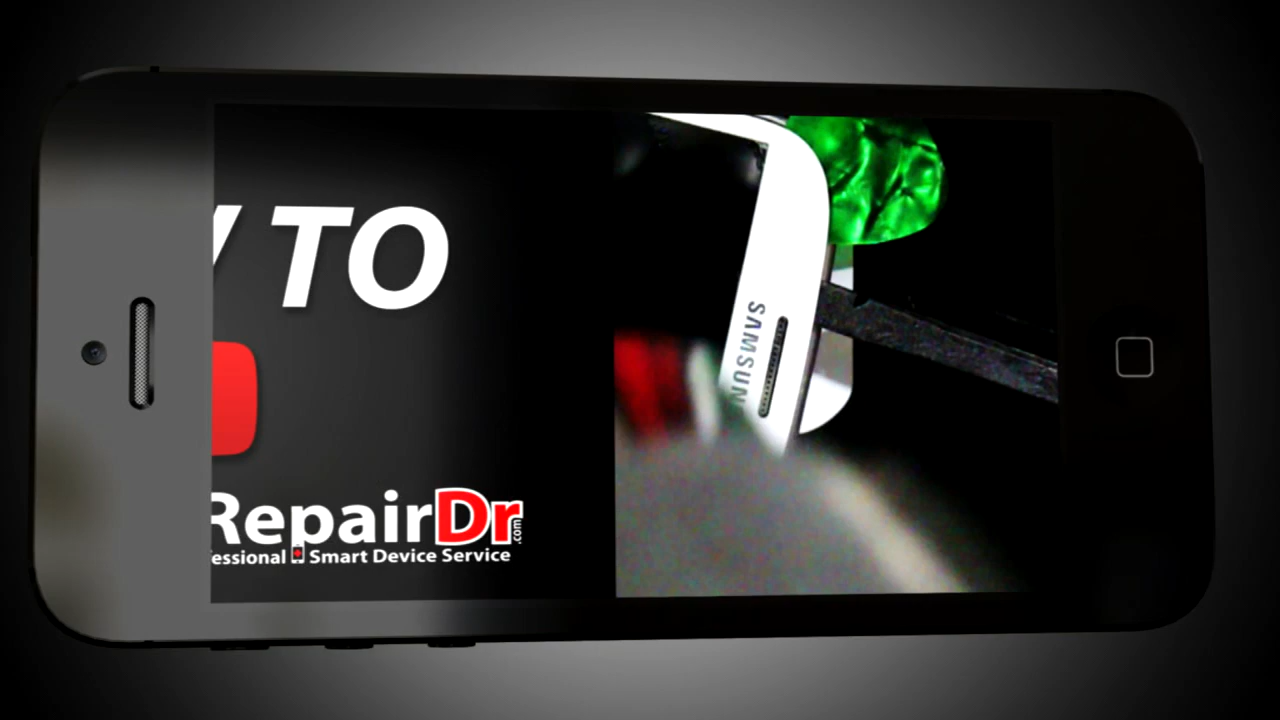 TO
RepairDr
.com
essional Smart Device Service
SAMSUN